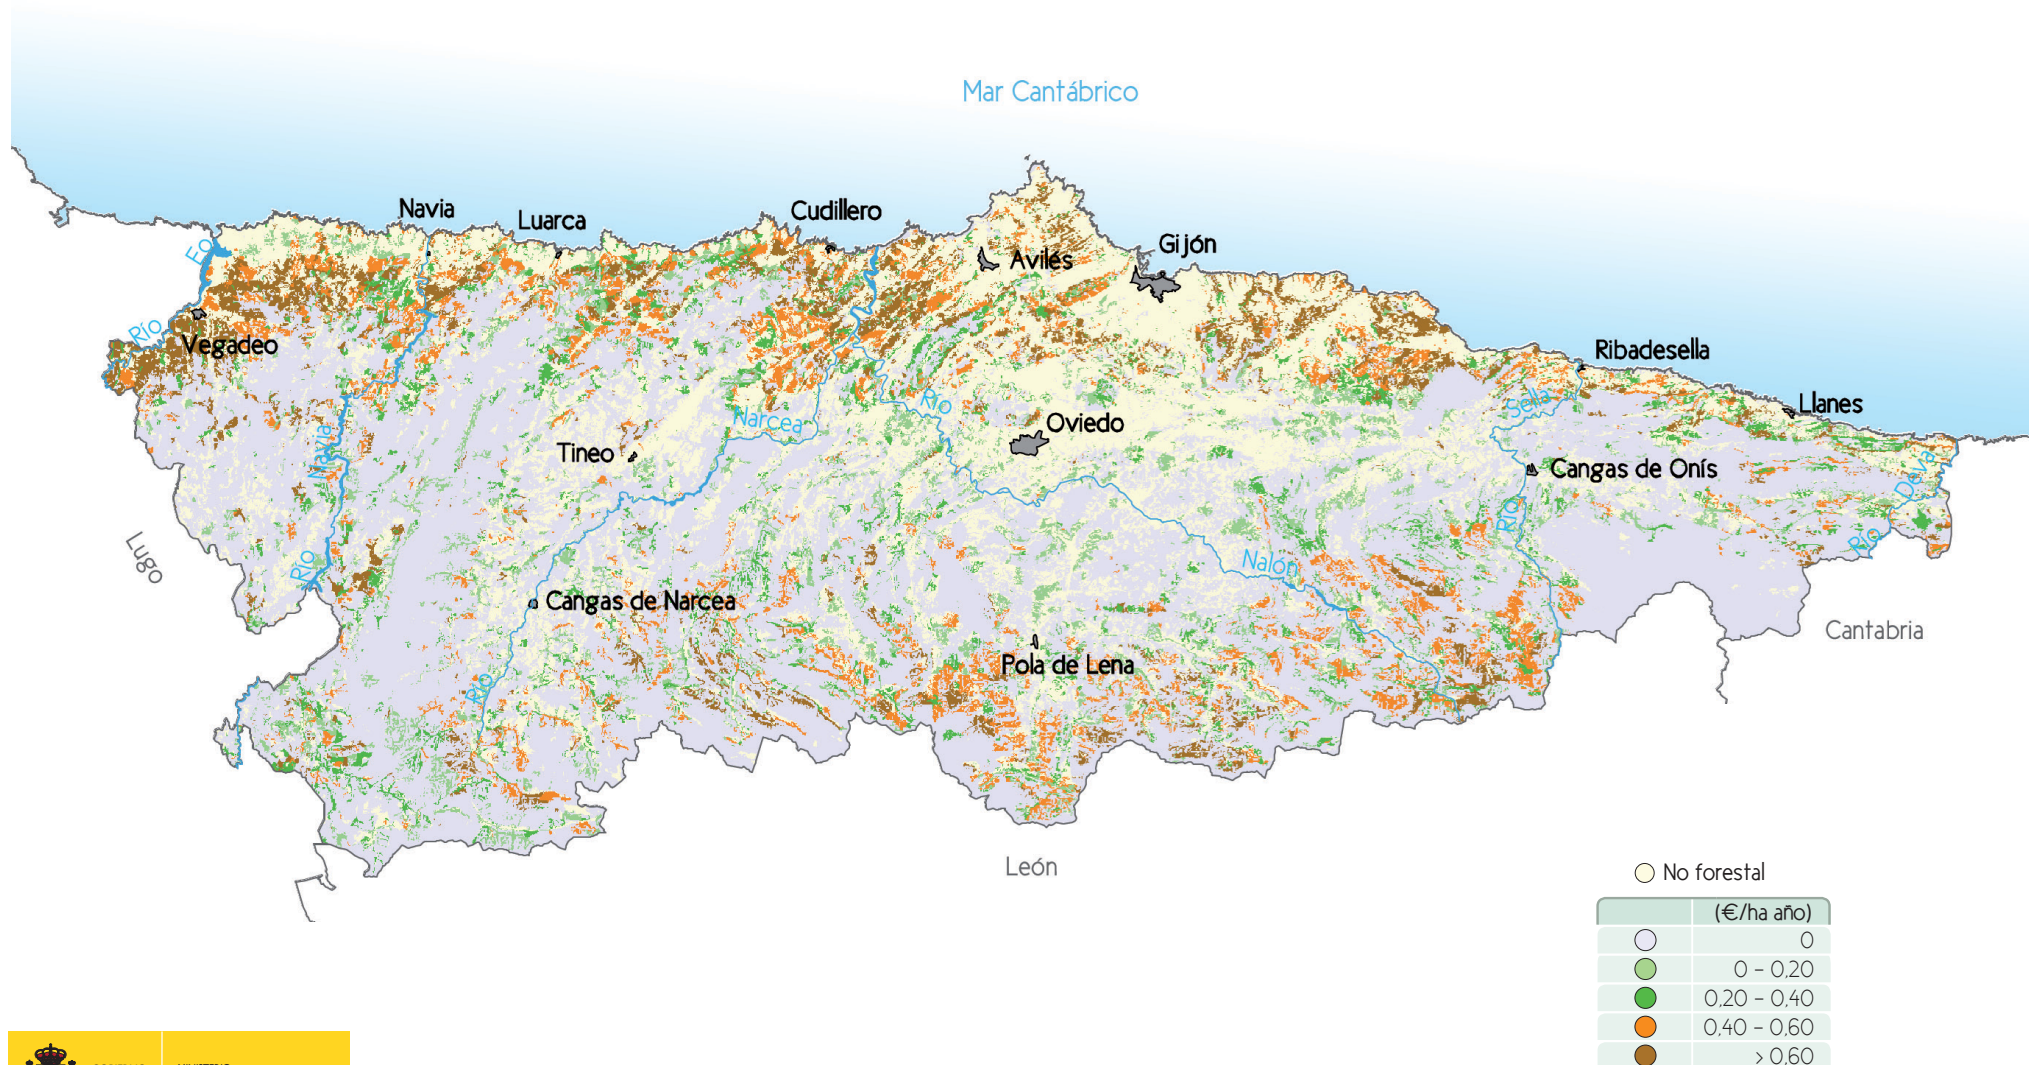 Mar Cantábrico
Navia
Luarca
Cudillero
Gijón
Avilés
Eo
Río
Vegadeo
Ribadesella
Llanes
Sella
Río
Narcea
Oviedo
Tineo
Navia
Cangas de Onís
Deva
Río
Río
Lugo
Río
Nalón
Cangas de Narcea
Cantabria
Pola de Lena
Río
León
No forestal
(€/ha año)
0
0 - 0,20
0,20 - 0,40
0,40 - 0,60
> 0,60